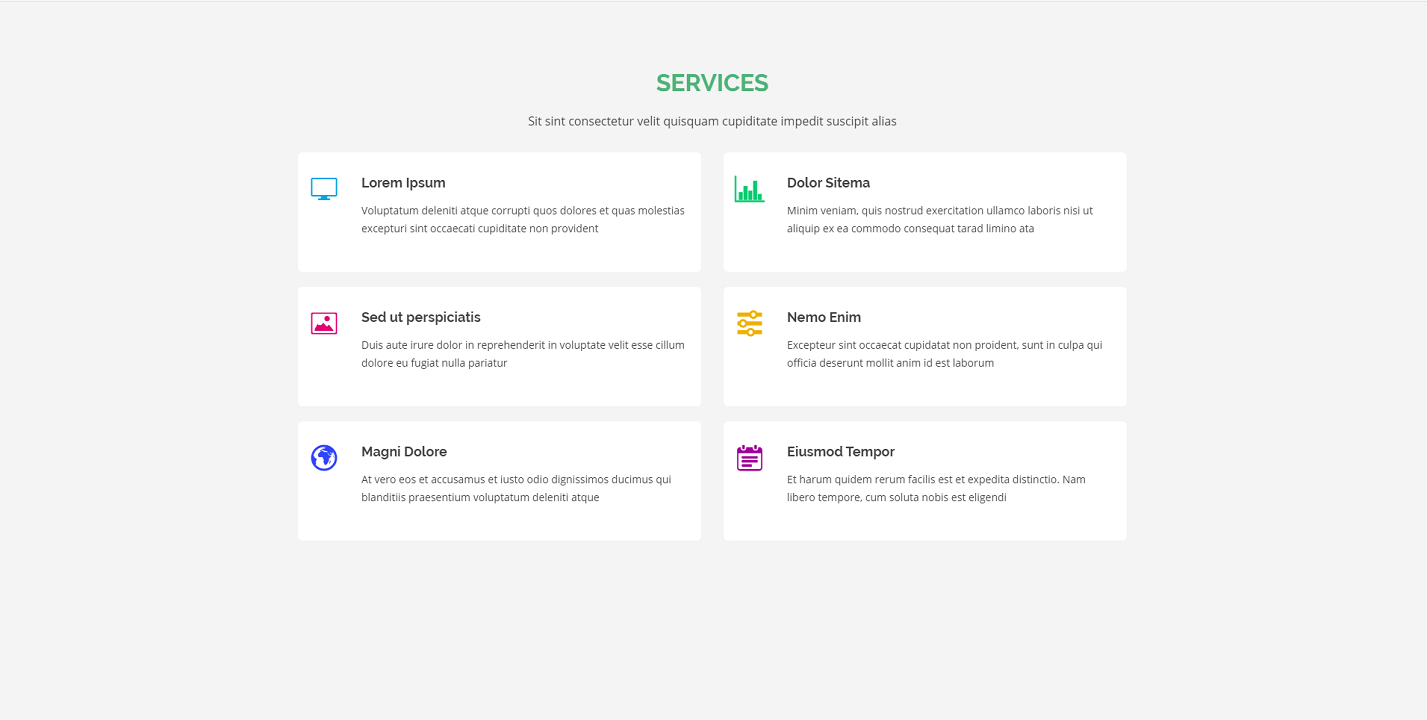 SERVICES
Sit sint consectetur velit quisquam cupiditate impedit suscipit alias
Lorem Ipsum
Voluptatum deleniti atque corrupti quos dolores et quas molestias
excepturi sint occaecati cupiditate non provident
Dolor Sitema
Minim veniam, quis nostrud exercitation ullamco laboris nisi ut
aliquip ex ea commodo consequat tarad limino ata
Sed ut perspiciatis
Duis aute irure dolor in reprehenderit in voluptate velit esse cillum
dolore eu fugiat nulla pariatur
Nemo Enim
Excepteur sint occaecat cupidatat non proident, sunt in culpa qui
officia deserunt mollit anim id est laborum
Magni Dolore
At vero eos et accusamus et iusto odio dignissimos ducimus qui
blanditiis praesentium voluptatum deleniti atque
Eiusmod Tempor
Et harum quidem rerum facilis est et expedita distinctio. Nam
libero tempore, cum soluta nobis est eligendi